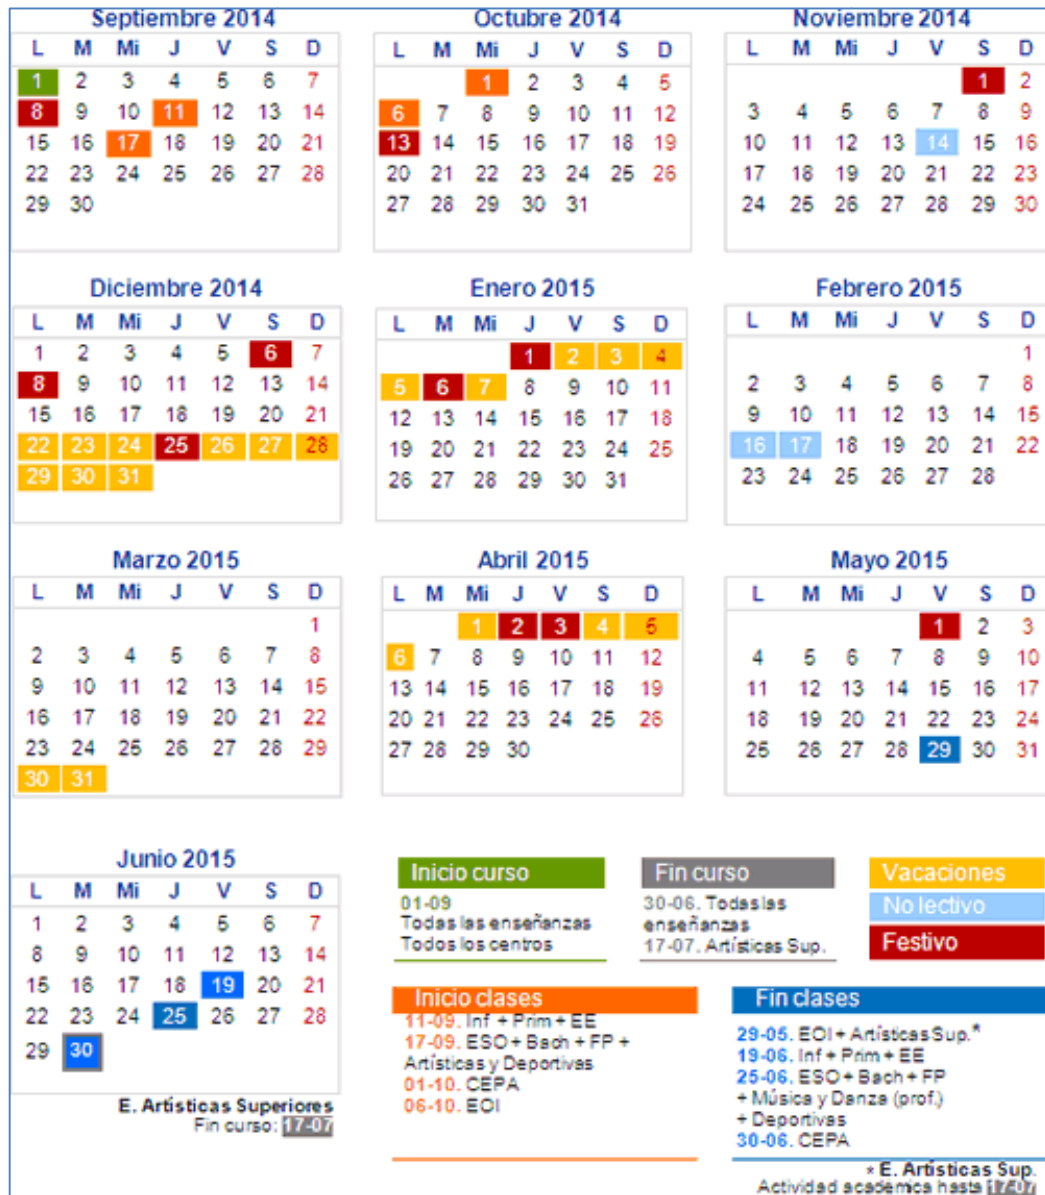 Septiembre 2014
L M Mi J V S D
1 2 3 4 5 6 7
8 9 10 11 12 13 14
15 16 17 18 19 20 21
22 23 24 25 26 27 28
29 30
Octubre 2014
L M Mi J V S D
1 2 3 4 5
6 7 8 9 10 11 12
13 14 15 16 17 18 19
20 21 22 23 24 25 26
27 28 29 30 31
Noviembre 2014
L M Mi J V S D
1 2
3 4 5 6 7 8 9
10 11 12 13 14 15 16
17 18 19 20 21 22 23
24 25 26 27 28 29 30
Diciembre 2014
L M Mi J V S D
1 2 3 4 5 6 7
8 9 10 11 12 13 14
15 16 17 18 19 20 21
22 23 24 25 26 27 28
29 30 31
Enero 2015
L M Mi J V S D
1 2 3 4
5 6 7 8 9 10 11
12 13 14 15 16 17 18
19 20 21 22 23 24 25
26 27 28 29 30 31
Febrero 2015
L M Mi J V S D
1
2 3 4 5 6 7 8
9 10 11 12 13 14 15
16 17 18 19 20 21 22
23 24 25 26 27 28
Marzo 2015
L M Mi J V S D
1
2 3 4 5 6 7 8
9 10 11 12 13 14 15
16 17 18 19 20 21 22
23 24 25 26 27 28 29
30 31
Abril 2015
L M Mi J V S D
1 2 3 4 5
6 7 8 9 10 11 12
13 14 15 16 17 18 19
20 21 22 23 24 25 26
27 28 29 30
Mayo 2015
L M Mi J V S D
1 2 3
4 5 6 7 8 9 10
11 12 13 14 15 16 17
18 19 20 21 22 23 24
25 26 27 28 29 30 31
Junio 2015
L M Mi J V S D
1 2 3 4 5 6 7
8 9 10 11 12 13 14
15 16 17 18 19 20 21
22 23 24 25 26 27 28
29 30
E. Artísticas Superiores
Fin curso: 17-07
Inicio curso
01-09
Todas las enseñanzas
Todos los centros
Fin curso
30-06. Todas las
enseñanzas
17-07. Artísticas Sup.
Vacaciones
No lectivo
Festivo
Inicio clases
11-09. Inf + Prim + EE
17-09. ESO + Bach + FP +
Artísticas y Deportivas
01-10. CEPA
06-10. EOI
Fin clases
29-05. EOI + Artísticas Sup.*
19-06. Inf + Prim + EE
25-06. ESO + Bach + FP
+ Música y Danza (prof.)
+ Deportivas
30-06. CEPA
* E. Artísticas Sup.
Actividad académica hasta 17-07